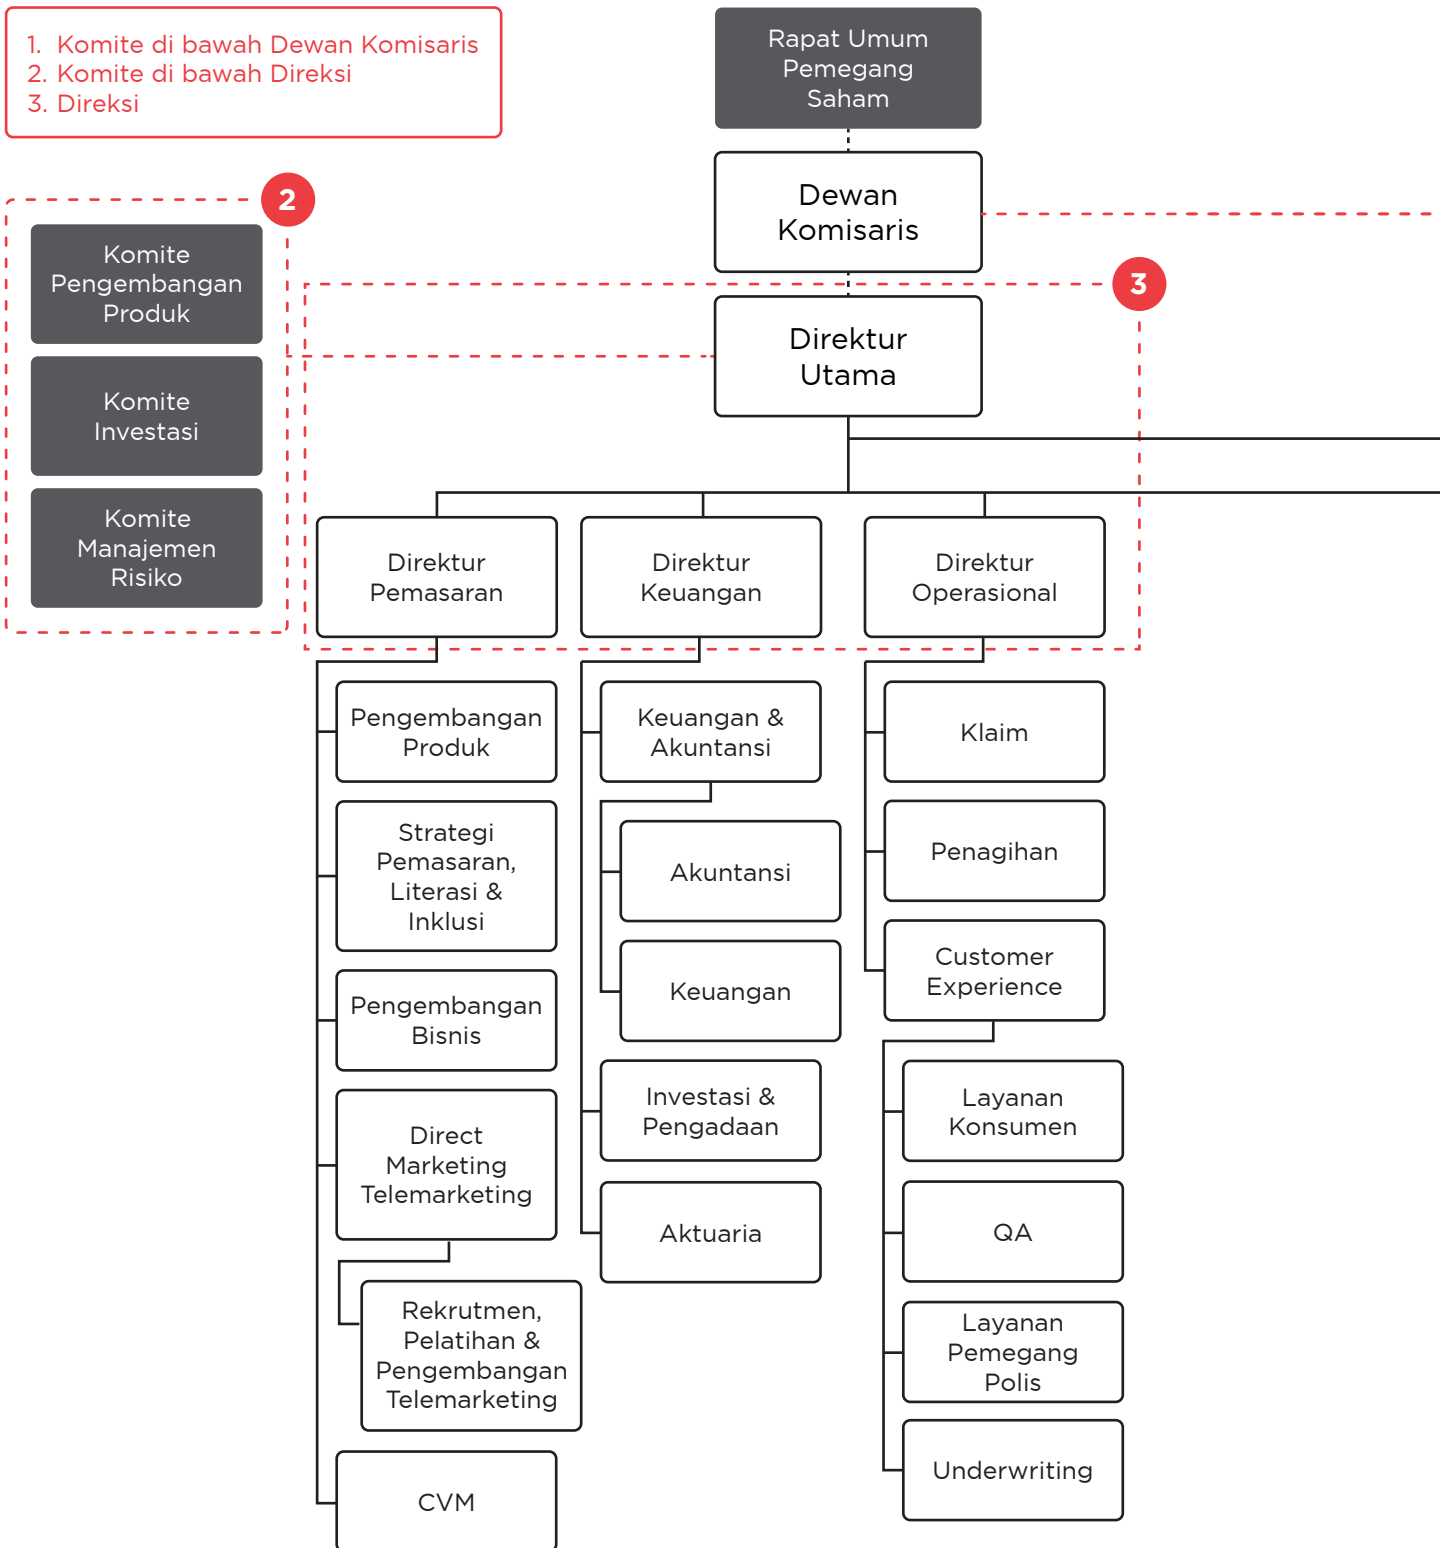 1. Komite di bawah Dewan Komisaris
2. Komite di bawah Direksi
3. Direksi
Rapat Umum
Pemegang
Saham
Dewan
Komisaris
2
Komite
Pengembangan
Produk
Komite
Investasi
Komite
Manajemen
Risiko
3
Direktur
Utama
Direktur
Pemasaran
Direktur
Keuangan
Direktur
Operasional
Pengembangan
Produk
Strategi
Pemasaran,
Literasi &
Inklusi
Pengembangan
Bisnis
Direct
Marketing
Telemarketing
Rekrutmen,
Pelatihan &
Pengembangan
Telemarketing
CVM
Keuangan &
Akuntansi
Akuntansi
Keuangan
Investasi &
Pengadaan
Aktuaria
Klaim
Penagihan
Customer
Experience
Layanan
Konsumen
QA
Layanan
Pemegang
Polis
Underwriting